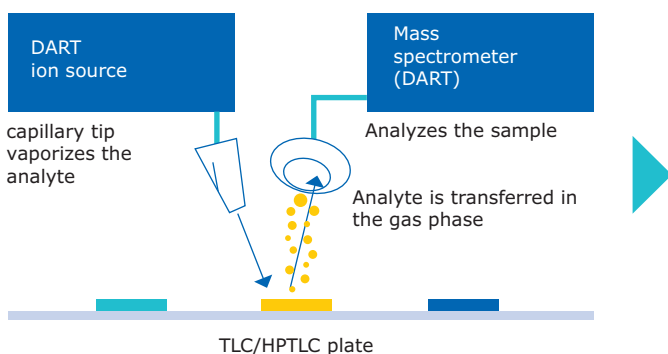 DART
ion source
Mass
spectrometer
(DART)
capillary tip
vaporizes the
analyte
Analyzes the sample
Analyte is transferred in
the gas phase
TLC/HPTLC plate